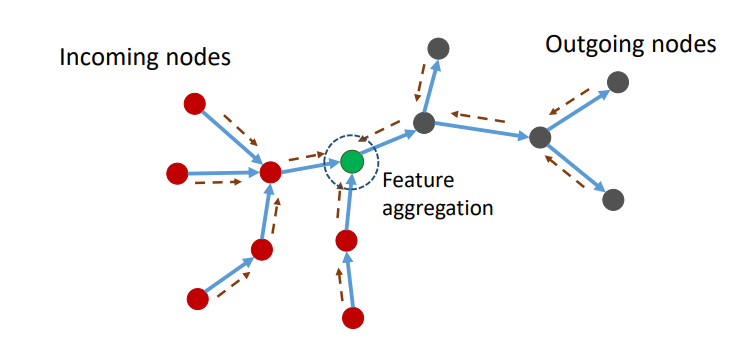 Incoming nodes
Outgoing nodes
Feature
aggregation